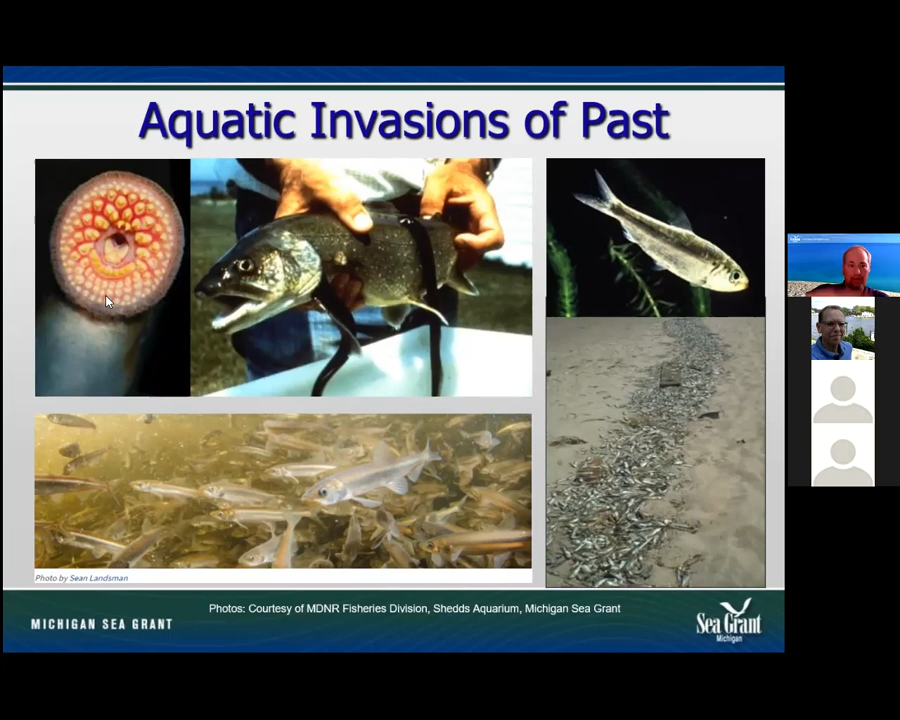 Aquatic Invasions of Past
Photo by Sean Landsman
Photos: Courtesy of MDNR Fisheries Division, Shedds Aquarium, Michigan Sea Grant
MICHIGAN SEA GRANT
Sea Grant
Michigan